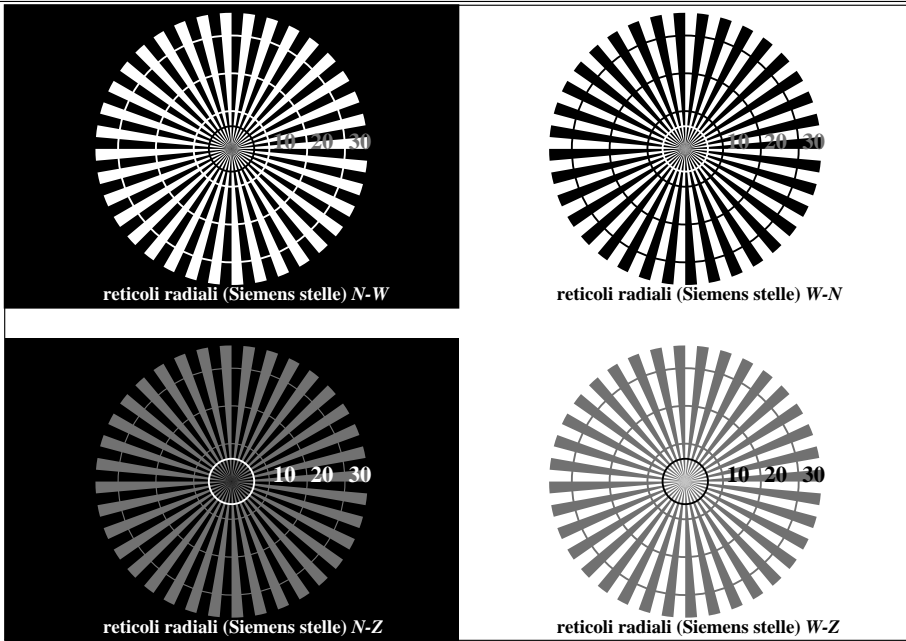 10 20 30
reticoli radiali (Siemens stelle) N-W
10 20 30
reticoli radiali (Siemens stelle) W-N
10 20 30
reticoli radiali (Siemens stelle) N-Z
10 20 30
reticoli radiali (Siemens stelle) W-Z